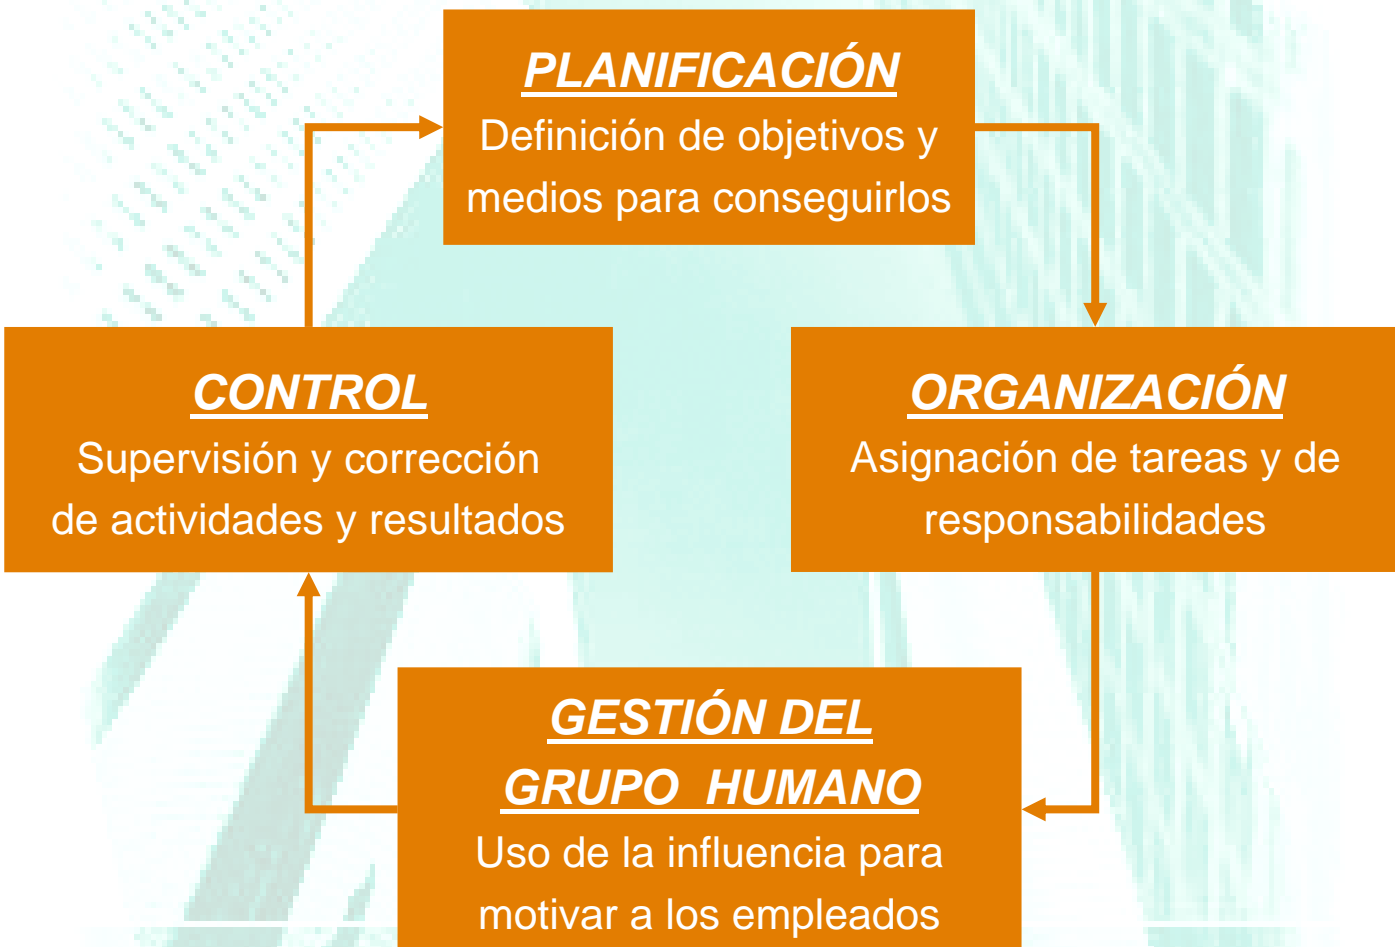 PLANIFICACIÓN
Definición de objetivos y
medios para conseguirlos
CONTROL
Supervisión y corrección
de actividades y resultados
ORGANIZACIÓN
Asignación de tareas y de
responsabilidades
GESTIÓN DEL
GRUPO HUMANO
Uso de la influencia para
motivar a los empleados